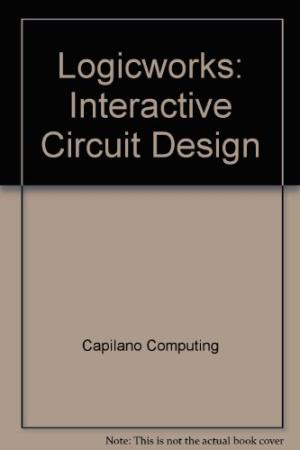 Logicworks:
Interactive
Circuit Design
Capilano Computing
Note: This is not the actual book cover